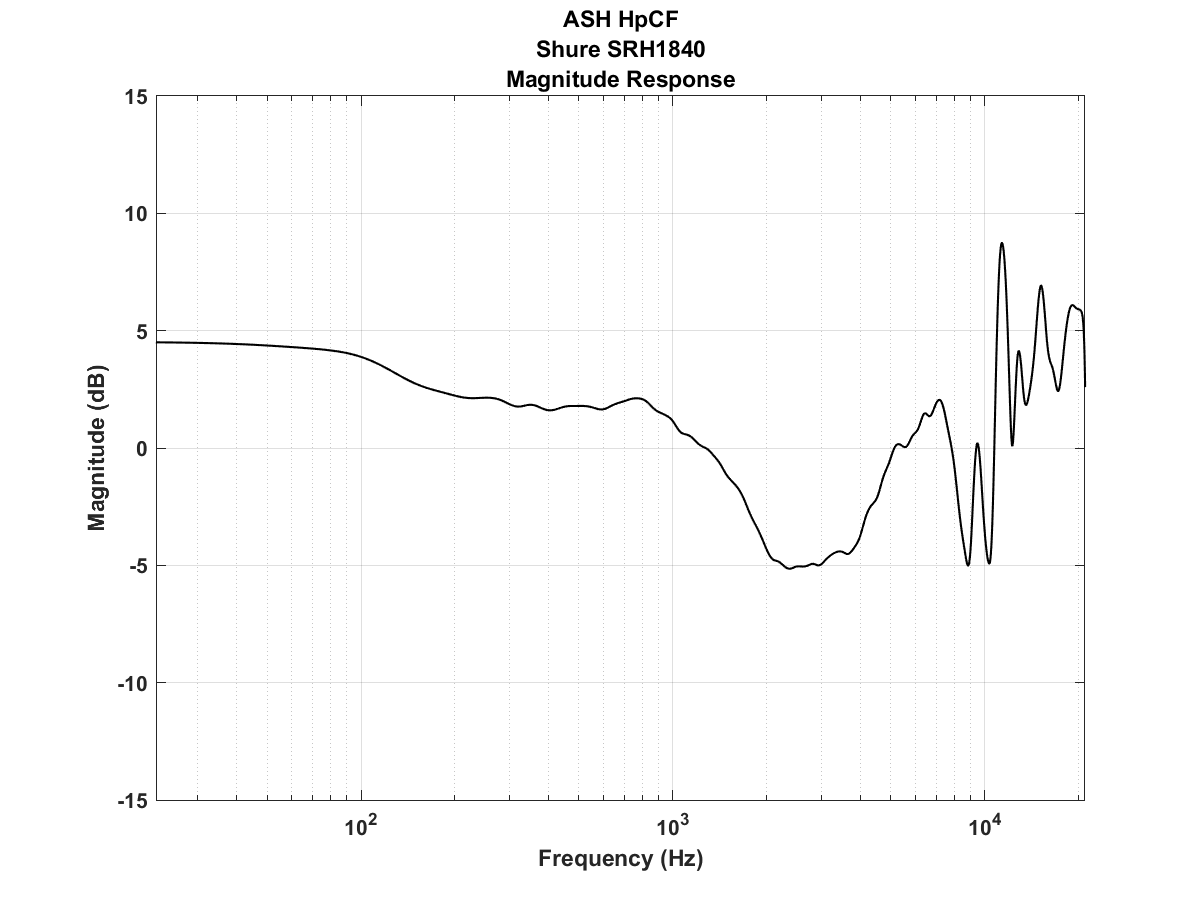 ASH HpCF
Shure SRH1840
Magnitude Response
15
10
5
0
-5
-10
-15
Magnitude (dB)
10²
10³
10⁴
Frequency (Hz)